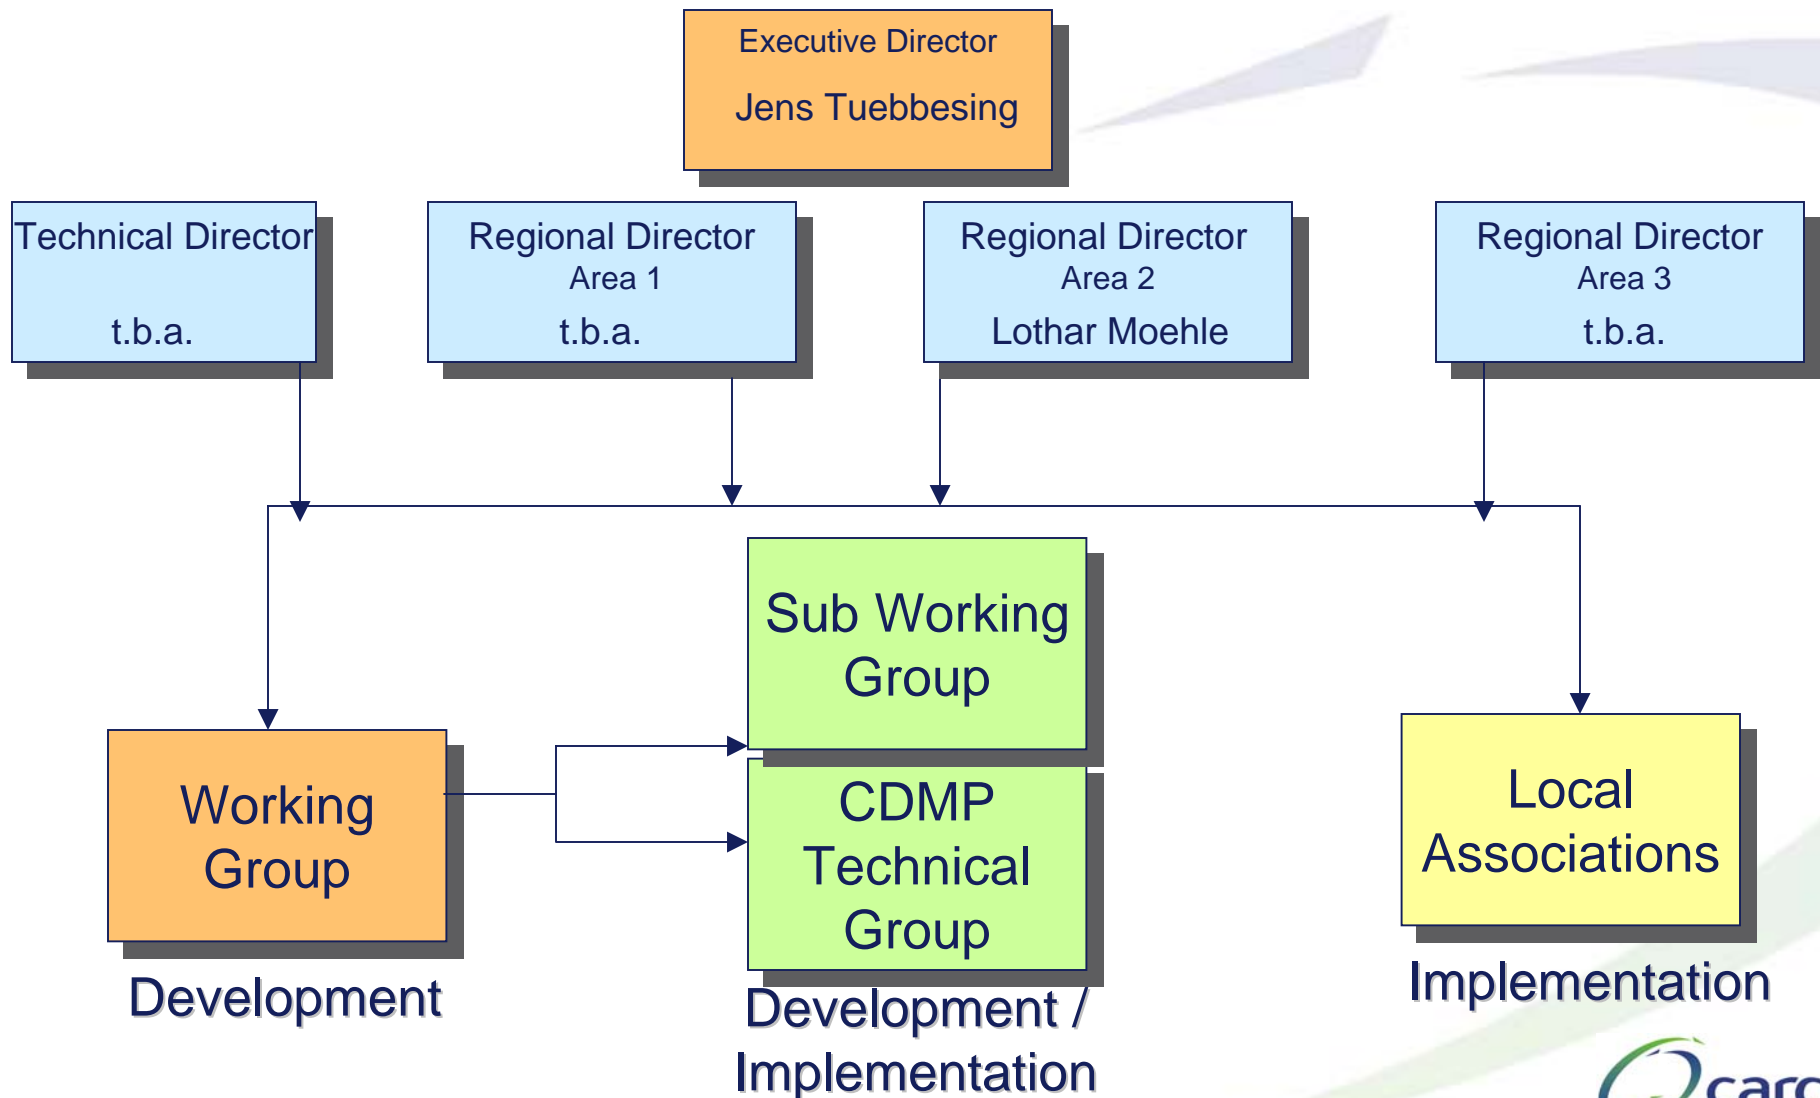 Executive Director
Jens Tuebbesing
Technical Director
t.b.a.
Regional Director
Area 1
t.b.a.
Regional Director
Area 2
Lothar Moehle
Regional Director
Area 3
t.b.a.
Sub Working
Group
Working
Group
CDMP
Technical
Group
Local
Associations
Development
Development /
Implementation
Implementation